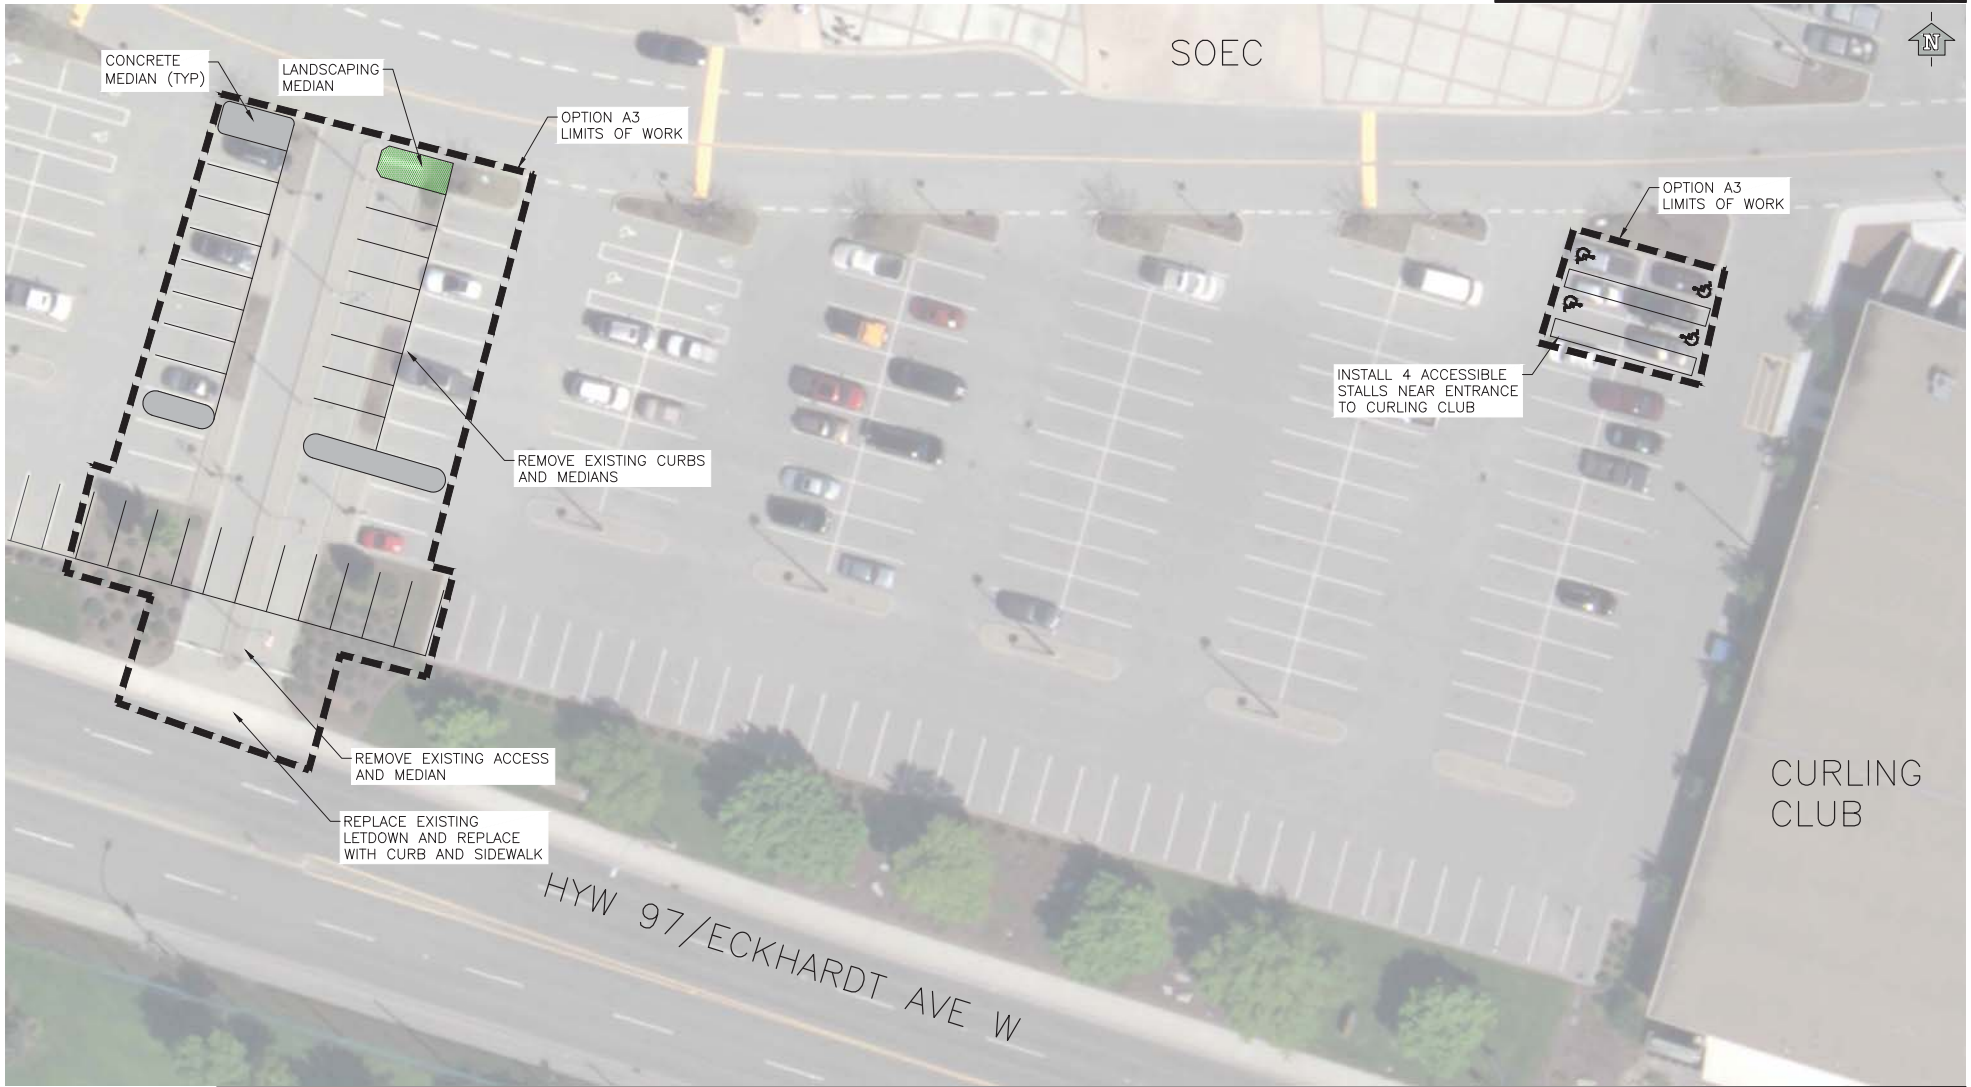 SOEC
N
CONCRETE
MEDIAN (TYP)
LANDSCAPING
MEDIAN
OPTION A3
LIMITS OF WORK
OPTION A3
LIMITS OF WORK
INSTALL 4 ACCESSIBLE
STALLS NEAR ENTRANCE
TO CURLING CLUB
REMOVE EXISTING CURBS
AND MEDIANS
REMOVE EXISTING ACCESS
AND MEDIAN
REPLACE EXISTING
LETDOWN AND REPLACE
WITH CURB AND SIDEWALK
CURLING
CLUB
HYW 97/ECKHARDT AVE W